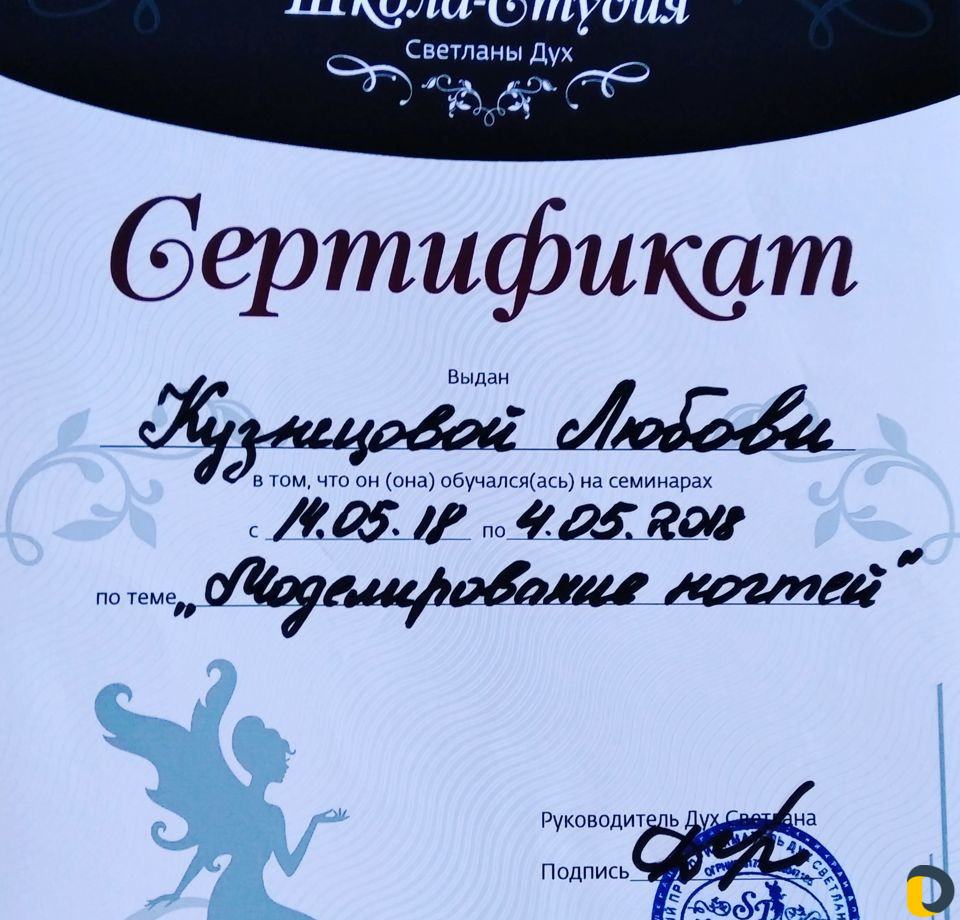 Школа-Студия
Светланы Дух
Сертификат
Выдан
Кузнецовой Любови
в том, что он (она) обучался(ась) на семинарах
с 14.05.18 по 4.05.2018
по теме „Моделирование ногтей"
Руководитель Дух Светлана
Подпись